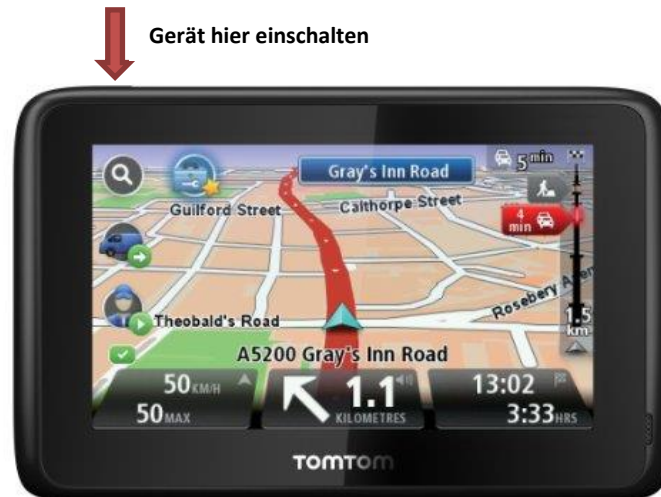 Gerät hier einschalten
Gray's Inn Road
5 min
Guilford Street
Calthorpe Street
4 min
Rosebery
Theobald's Road
1.5 km
A5200 Gray's Inn Road
50 KM/H
50 MAX
1.1
KILOMETRES
13:02
3:33 HRS
TOMTOM